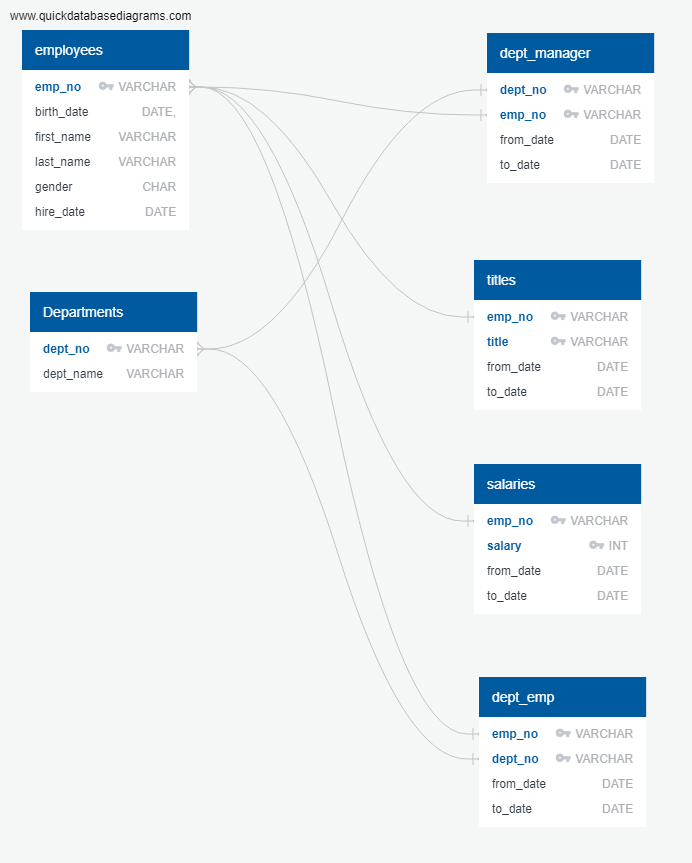 www.quickdatabasediagrams.com
employees
emp_no VARCHAR
birth_date DATE,
first_name VARCHAR
last_name VARCHAR
gender CHAR
hire_date DATE
Departments
dept_no VARCHAR
dept_name VARCHAR
dept_manager
dept_no VARCHAR
emp_no VARCHAR
from_date DATE
to_date DATE
titles
emp_no VARCHAR
title VARCHAR
from_date DATE
to_date DATE
salaries
emp_no VARCHAR
salary INT
from_date DATE
to_date DATE
dept_emp
emp_no VARCHAR
dept_no VARCHAR
from_date DATE
to_date DATE